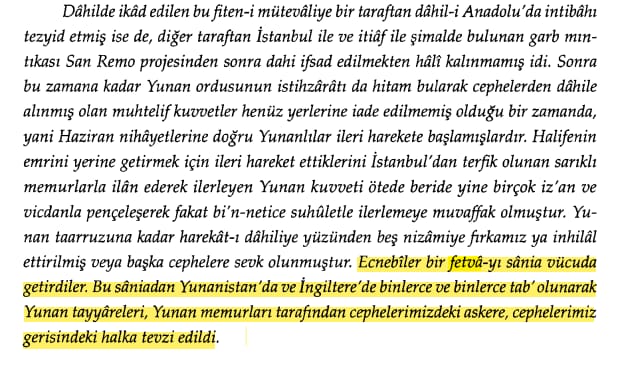 Dâhilde ikâd edilen bu fiten-i mütevâliye bir taraftan dâhil-i Anadolu'da intibâhı
tezyid etmiş ise de, diğer taraftan İstanbul ile ve itiâf ile şimalde bulunan garb mın-
tıkası San Remo projesinden sonra dahi ifsad edilmekten hâlî kalınmamış idi. Sonra
bu zamana kadar Yunan ordusunun istihzârâtı da hitam bularak cephelerden dâhile
alınmış olan muhtelif kuvvetler henüz yerlerine iade edilmemiş olduğu bir zamanda,
yani Haziran nihâyetlerine doğru Yunanlılar ileri harekete başlamışlardır. Halifenin
emrini yerine getirmek için ileri hareket ettiklerini İstanbul'dan terfik olunan sarıklı
memurlarla ilân ederek ilerleyen Yunan kuvveti ötede beride yine birçok iz'an ve
vicdanla pençeleşerek fakat bi'n-netice suhûletle ilerlemeye muvaffak olmuştur. Yu-
nan taarruzuna kadar harekât-ı dâhiliye yüzünden beş nizâmiye fırkamız ya inhilâl
ettirilmiş veya başka cephelere sevk olunmuştur. Ecnebîler bir fetvâ-yı sânia vücuda
getirdiler. Bu sâniadan Yunanistan'da ve İngiltere'de binlerce ve binlerce tab' olunarak
Yunan tayyâreleri, Yunan memurları tarafından cephelerimizdeki askere, cephelerimiz
gerisindeki halka tevzi edildi.